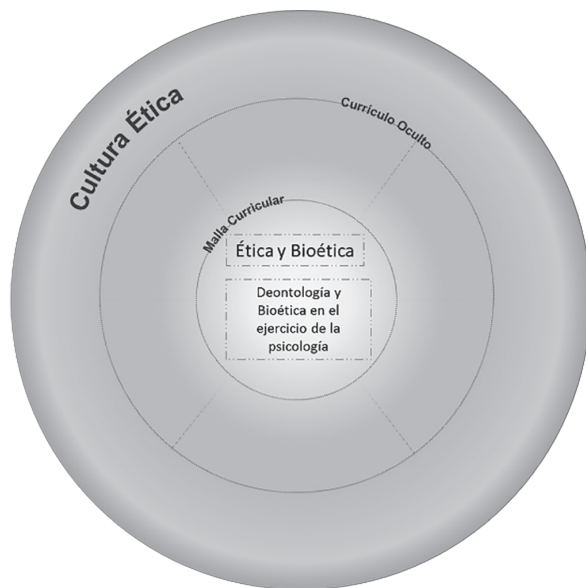 Cultura Ética
Currículo Oculto
Malla Curricular
Ética y Bioética
Deontología y
Bioética en el
ejercicio de la
psicología